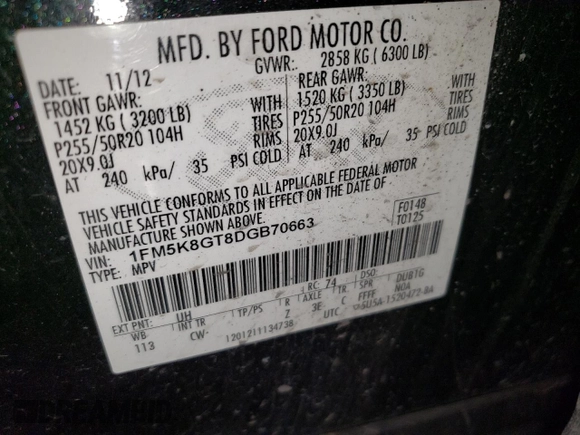 MFD. BY FORD MOTOR CO.
DATE: 11/12 GVWR: 2858 KG ( 6300 LB)
FRONT GAWR: REAR GAWR:
1452 KG ( 3200 LB) WITH 1520 KG ( 3350 LB) WITH
P255/50R20 104H TIRES P255/50R20 104H TIRES
20X9.0J RIMS 20X9.0J RIMS
AT 240 kPa/ 35 PSI COLD AT 240 kPa/ 35 PSI COLD
THIS VEHICLE CONFORMS TO ALL APPLICABLE FEDERAL MOTOR
VEHICLE SAFETY STANDARDS IN EFFECT ON THE DATE OF
MANUFACTURE SHOWN ABOVE.
VIN: 1FM5K8GT8DGB70663 F0148
TYPE: MPV T0125
EXT PNT: UH RC: 74 DSO:
WB INT TR TP/PS R AXLE TR SPR DUB1G
113 CW- Z 3E C FFFF NOA
1201211134738 UTC